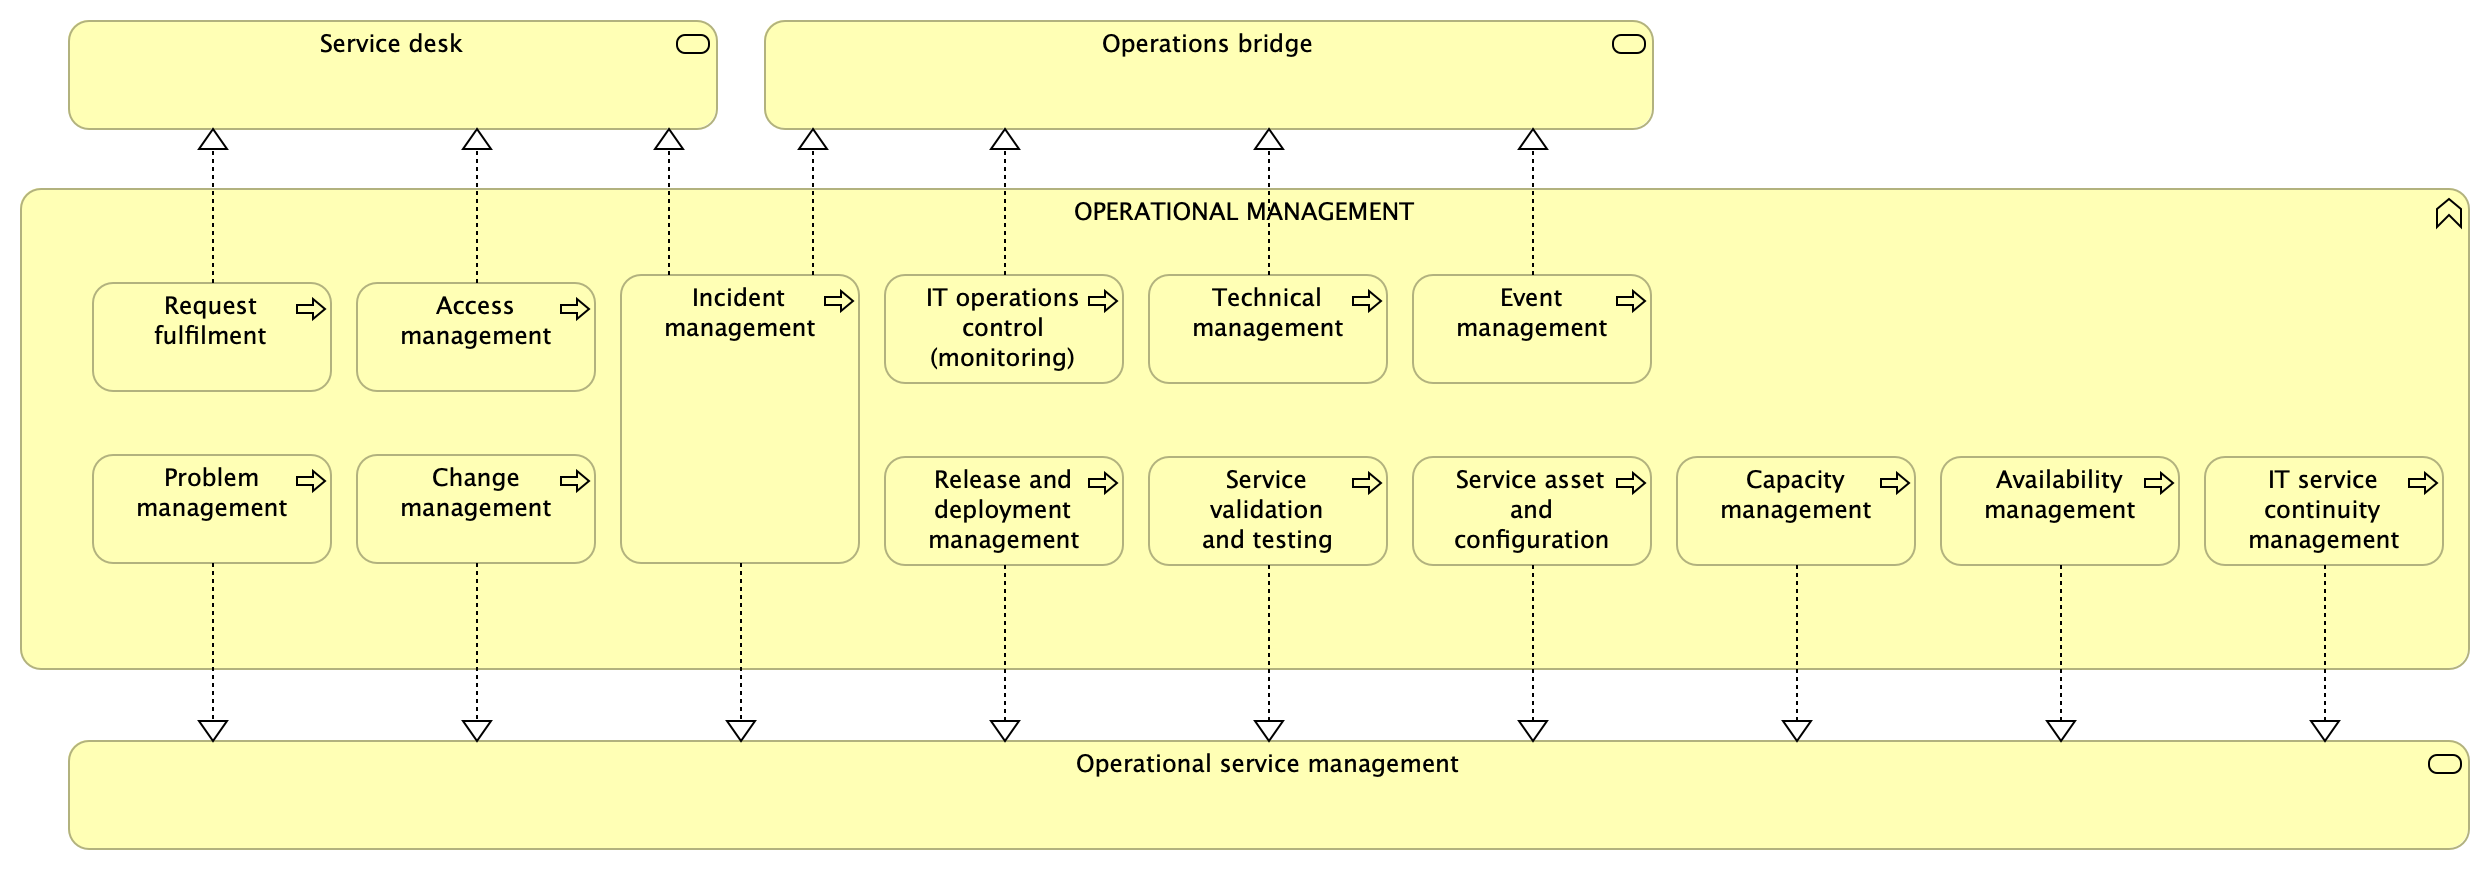 Service desk
Operations bridge
OPERATIONAL MANAGEMENT
Request
fulfilment
Access
management
Incident
management
IT operations
control
(monitoring)
Technical
management
Event
management
Problem
management
Change
management
Release and
deployment
management
Service
validation
and testing
Service asset
and
configuration
Capacity
management
Availability
management
IT service
continuity
management
Operational service management